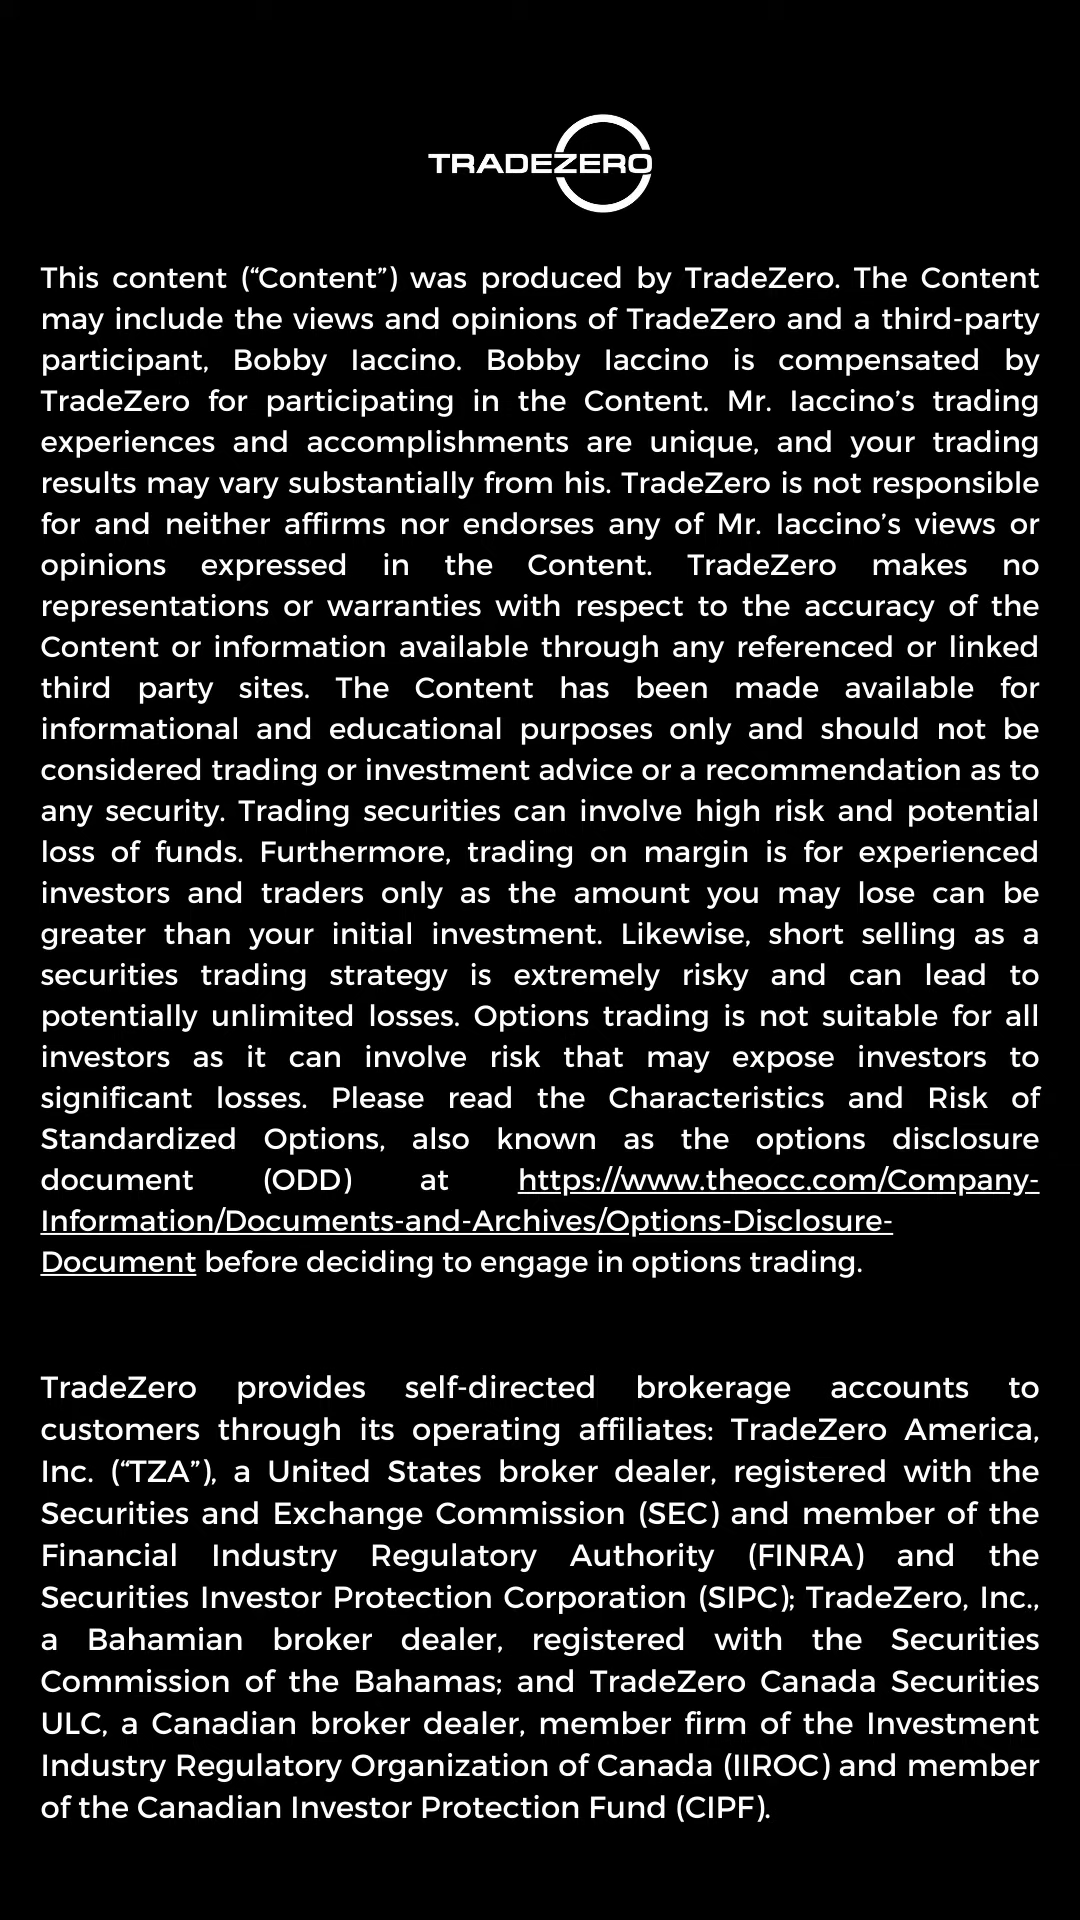 TRADEZERO
This content (“Content”) was produced by TradeZero. The Content
may include the views and opinions of TradeZero and a third-party
participant, Bobby Iaccino. Bobby Iaccino is compensated by
TradeZero for participating in the Content. Mr. Iaccino’s trading
experiences and accomplishments are unique, and your trading
results may vary substantially from his. TradeZero is not responsible
for and neither affirms nor endorses any of Mr. Iaccino’s views or
opinions expressed in the Content. TradeZero makes no
representations or warranties with respect to the accuracy of the
Content or information available through any referenced or linked
third party sites. The Content has been made available for
informational and educational purposes only and should not be
considered trading or investment advice or a recommendation as to
any security. Trading securities can involve high risk and potential
loss of funds. Furthermore, trading on margin is for experienced
investors and traders only as the amount you may lose can be
greater than your initial investment. Likewise, short selling as a
securities trading strategy is extremely risky and can lead to
potentially unlimited losses. Options trading is not suitable for all
investors as it can involve risk that may expose investors to
significant losses. Please read the Characteristics and Risk of
Standardized Options, also known as the options disclosure
document (ODD) at https://www.theocc.com/Company-
Information/Documents-and-Archives/Options-Disclosure-
Document before deciding to engage in options trading.
TradeZero provides self-directed brokerage accounts to
customers through its operating affiliates: TradeZero America,
Inc. (“TZA”), a United States broker dealer, registered with the
Securities and Exchange Commission (SEC) and member of the
Financial Industry Regulatory Authority (FINRA) and the
Securities Investor Protection Corporation (SIPC); TradeZero, Inc.,
a Bahamian broker dealer, registered with the Securities
Commission of the Bahamas; and TradeZero Canada Securities
ULC, a Canadian broker dealer, member firm of the Investment
Industry Regulatory Organization of Canada (IIROC) and member
of the Canadian Investor Protection Fund (CIPF).